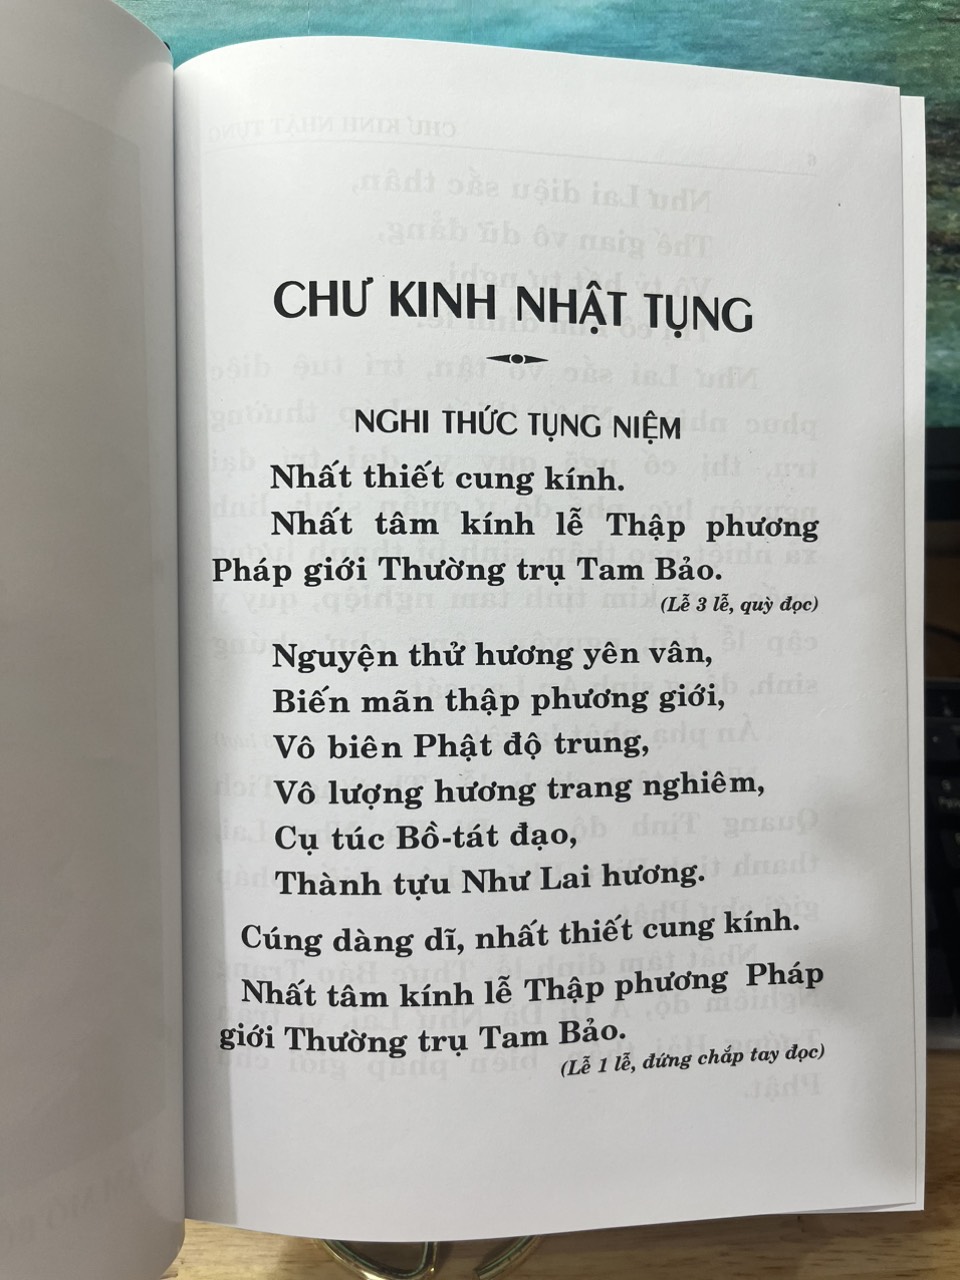 CHƯ KINH NHẬT TỤNG
NGHI THỨC TỤNG NIỆM
Nhất thiết cung kính.
Nhất tâm kính lễ Thập phương
Pháp giới Thường trụ Tam Bảo.
(Lễ 3 lễ, quỳ đọc)
Nguyện thử hương yên vân,
Biến mãn thập phương giới,
Vô biên Phật độ trung,
Vô lượng hương trang nghiêm,
Cụ túc Bồ-tát đạo,
Thành tựu Như Lai hương.
Cúng dàng dĩ, nhất thiết cung kính.
Nhất tâm kính lễ Thập phương Pháp
giới Thường trụ Tam Bảo.
(Lễ 1 lễ, đứng chắp tay đọc)